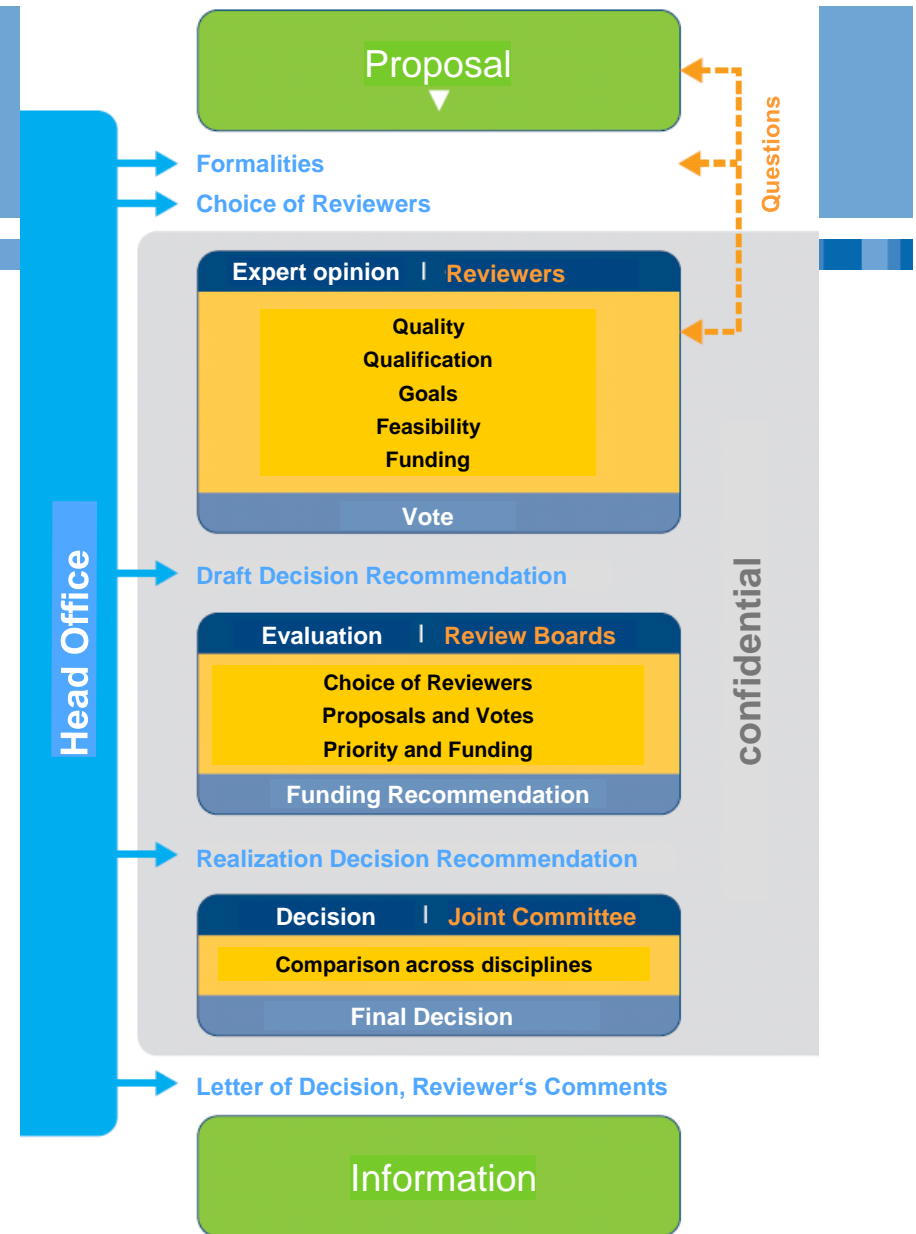 Proposal
Questions
Formalities
Choice of Reviewers
Expert opinion | Reviewers
Quality
Qualification
Goals
Feasibility
Funding
Vote
Head Office
confidential
Draft Decision Recommendation
Evaluation | Review Boards
Choice of Reviewers
Proposals and Votes
Priority and Funding
Funding Recommendation
Realization Decision Recommendation
Decision | Joint Committee
Comparison across disciplines
Final Decision
Letter of Decision, Reviewer‘s Comments
Information